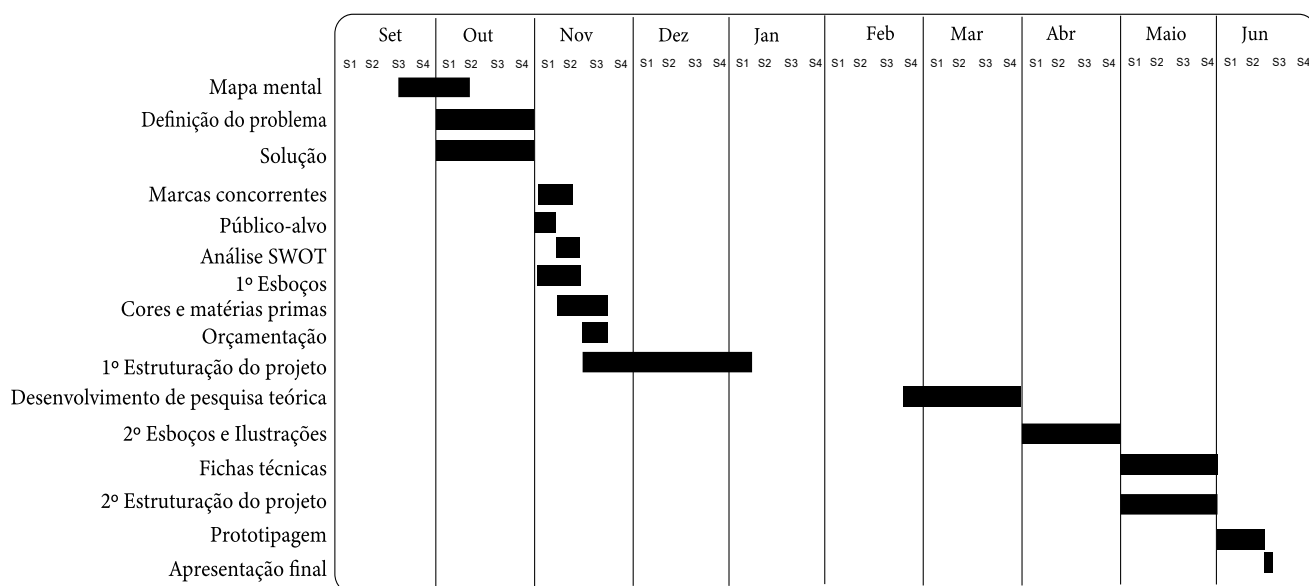 Set Out Nov Dez Jan Feb Mar Abr Maio Jun
S1 S2 S3 S4 S1 S2 S3 S4 S1 S2 S3 S4 S1 S2 S3 S4 S1 S2 S3 S4 S1 S2 S3 S4 S1 S2 S3 S4 S1 S2 S3 S4 S1 S2 S3 S4 S1 S2 S3 S4
Mapa mental
Definição do problema
Solução
Marcas concorrentes
Público-alvo
Análise SWOT
1º Esboços
Cores e matérias primas
Orçamentação
1º Estruturação do projeto
Desenvolvimento de pesquisa teórica
2º Esboços e Ilustrações
Fichas técnicas
2º Estruturação do projeto
Prototipagem
Apresentação final